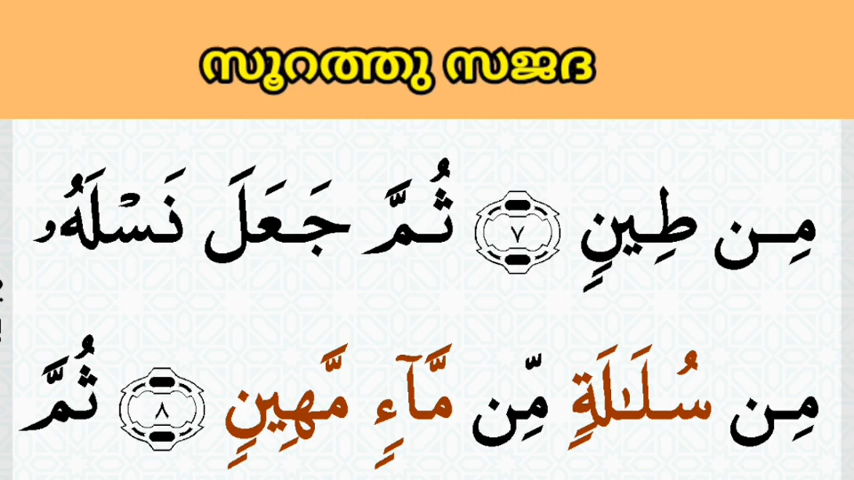 സൂറത്തു സജദ
مِن طِينٍ ٧ ثُمَّ جَعَلَ نَسْلَهُۥ
مِن سُلَـٰلَةٍ مِّن مَّآءٍ مَّهِينٍ ٨ ثُمَّ